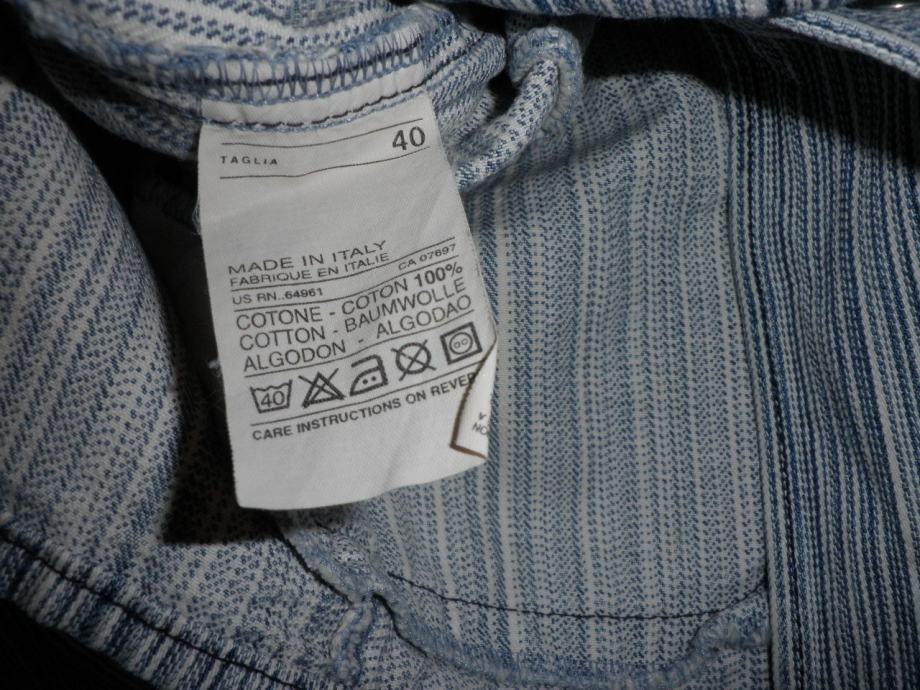 40
TAGLIA
MADE IN ITALY
FABRIQUE EN ITALIE
CA 07697
US RN..64961
COTONE - COTON 100%
COTTON - BAUMWOLLE
ALGODON - ALGODAO
40
CARE INSTRUCTIONS ON REVER